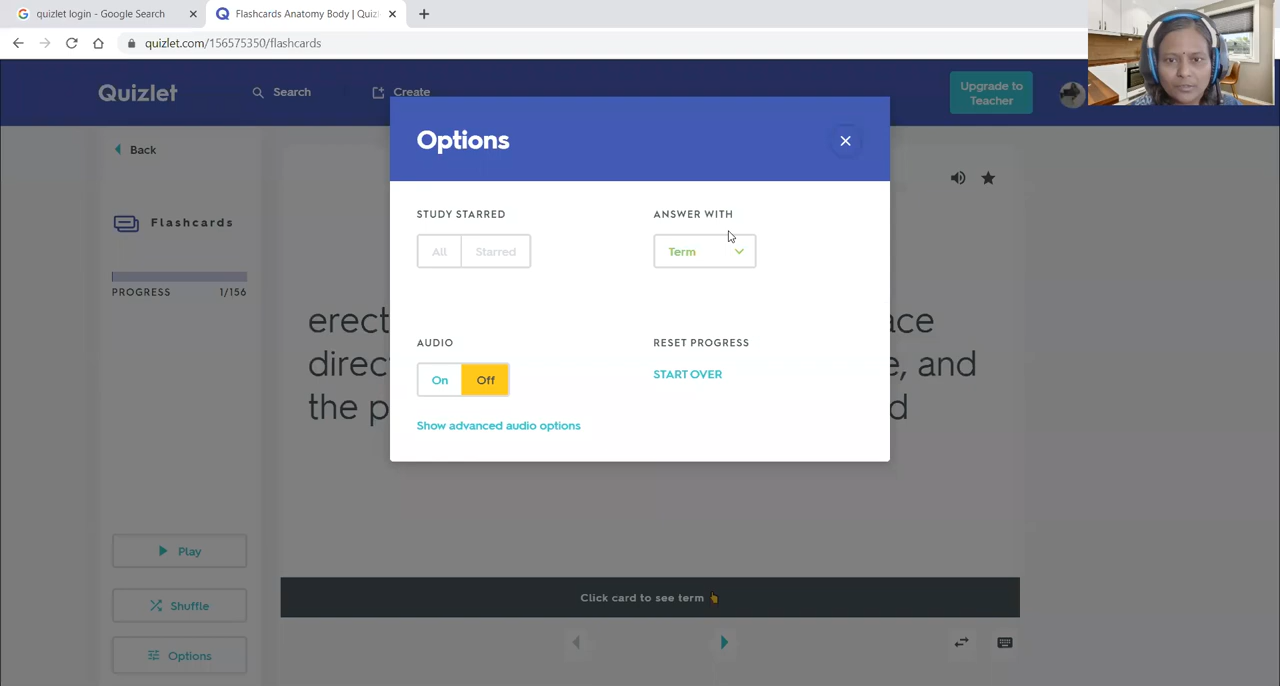 quizlet login - Google Search
Flashcards Anatomy Body | Quiz
quizlet.com/156575350/flashcards
Quizlet
Search
Create
Upgrade to
Teacher
Back
Options
Flashcards
STUDY STARRED
ANSWER WITH
All
Starred
Term
PROGRESS
1/156
erect
ace
direc
e, and
the p
d
AUDIO
RESET PROGRESS
On
Off
START OVER
Show advanced audio options
Play
Click card to see term
Shuffle
Options